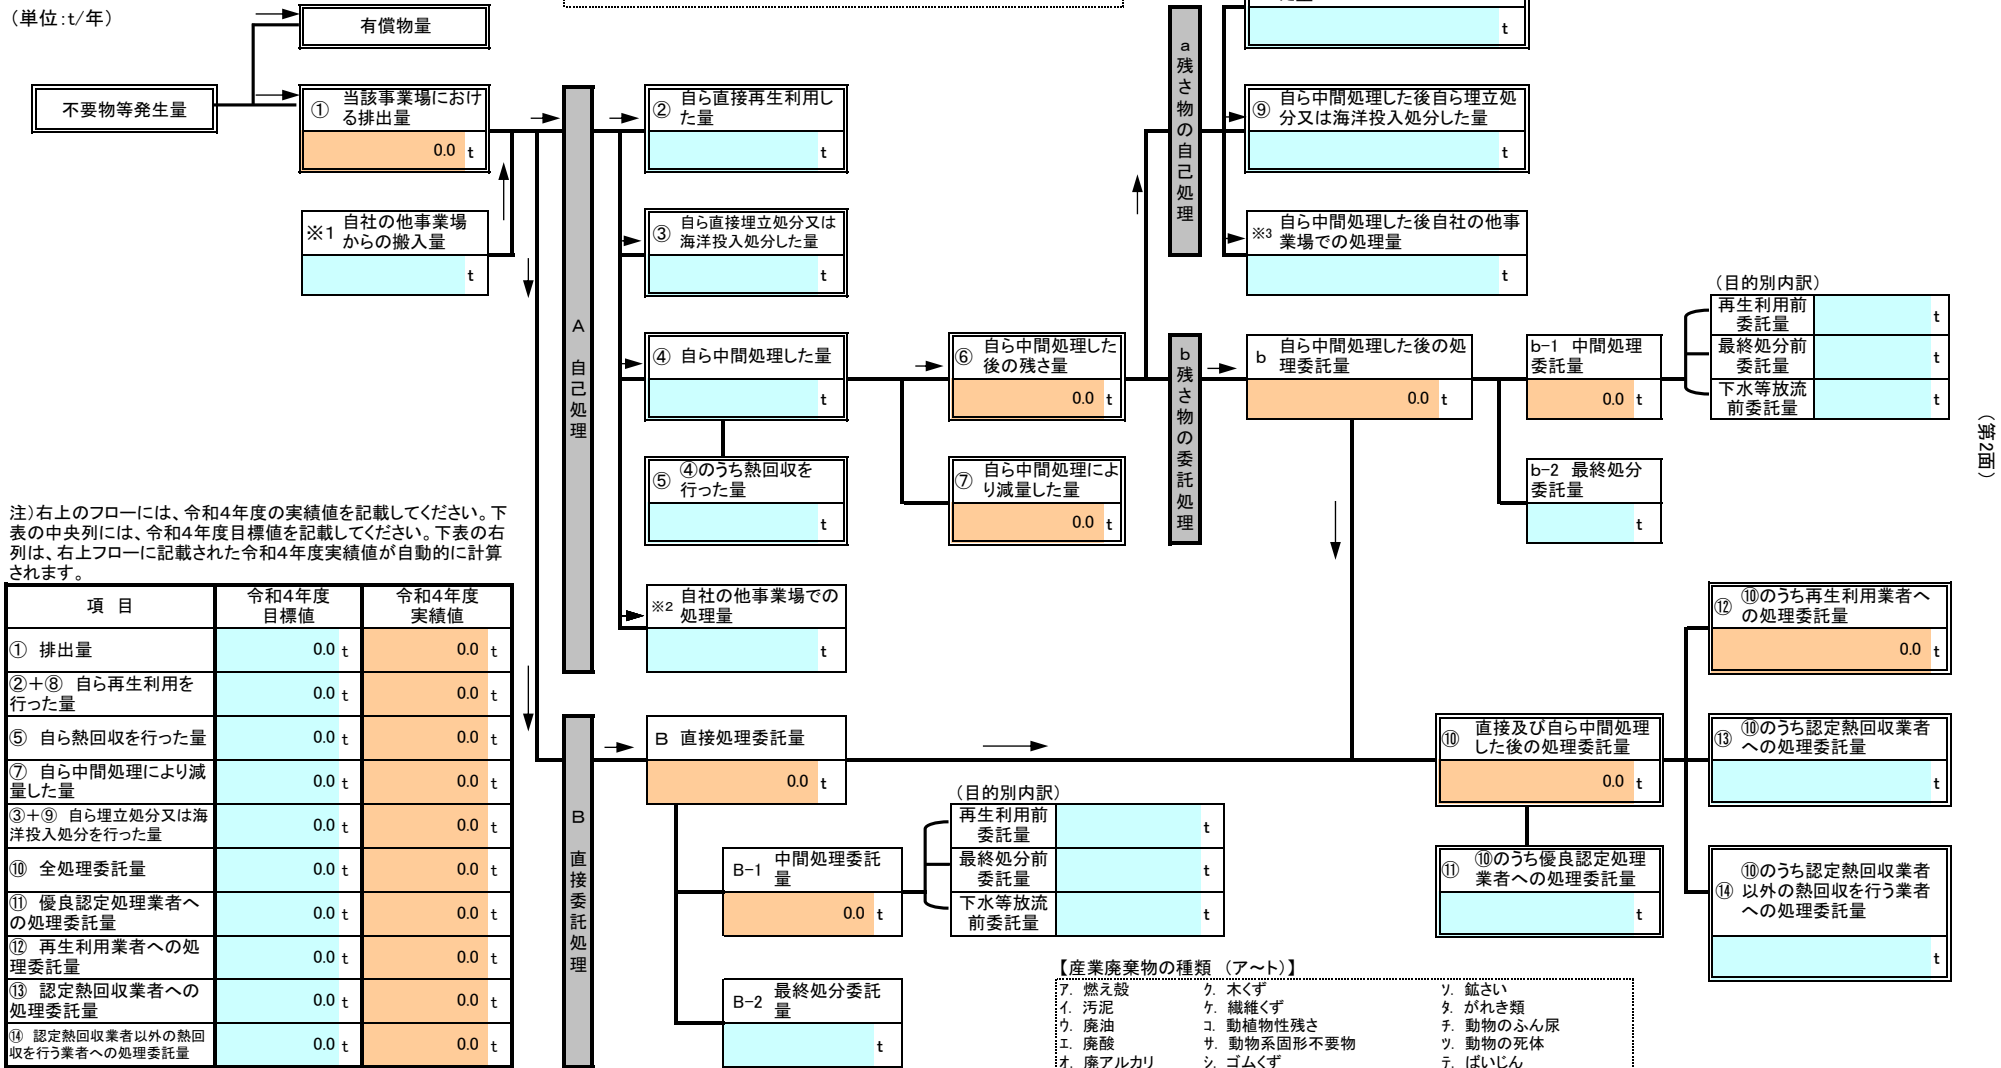 （単位：t/年）
有償物量
t
不要物等発生量
① 当該事業場におけ
る排出量
0.0 t
② 自ら直接再生利用し
た量
t
a 残さ物の自己処理
⑨ 自ら中間処理した後自ら埋立処
分又は海洋投入処分した量
t
※1 自社の他事業場
からの搬入量
t
③ 自ら直接埋立処分又は
海洋投入処分した量
t
※3 自ら中間処理した後自社の他事
業場での処理量
t
A 自己処理
④ 自ら中間処理した量
t
⑥ 自ら中間処理した
後の残さ量
0.0 t
b 残さ物の委託処理
b 自ら中間処理した後の処
理委託量
0.0 t
b-1 中間処理
委託量
0.0 t
（目的別内訳）
再生利用前
委託量
t
最終処分前
委託量
t
下水等放流
前委託量
t
⑤ ④のうち熱回収を
行った量
t
⑦ 自ら中間処理によ
り減量した量
0.0 t
b-2 最終処分
委託量
t
（第2面）
注）右上のフローには、令和4年度の実績値を記載してください。下
表の中央列には、令和4年度目標値を記載してください。下表の右
列は、右上フローに記載された令和4年度実績値が自動的に計算
されます。
※2 自社の他事業場での
処理量
t
項 目
令和4年度
目標値
令和4年度
実績値
① 排出量
0.0 t
0.0 t
②＋⑧ 自ら再生利用を
行った量
0.0 t
0.0 t
⑤ 自ら熱回収を行った量
0.0 t
0.0 t
⑦ 自ら中間処理により減
量した量
0.0 t
0.0 t
③＋⑨ 自ら埋立処分又は海
洋投入処分を行った量
0.0 t
0.0 t
⑩ 全処理委託量
0.0 t
0.0 t
⑪ 優良認定処理業者へ
の処理委託量
0.0 t
0.0 t
⑫ 再生利用業者への処
理委託量
0.0 t
0.0 t
⑬ 認定熱回収業者への
処理委託量
0.0 t
0.0 t
⑭ 認定熱回収業者以外の熱回
収を行う業者への処理委託量
0.0 t
0.0 t
B 直接委託処理
B 直接処理委託量
0.0 t
B-1 中間処理委託
量
0.0 t
（目的別内訳）
再生利用前
委託量
t
最終処分前
委託量
t
下水等放流
前委託量
t
B-2 最終処分委託
量
t
⑩ 直接及び自ら中間処理
した後の処理委託量
0.0 t
⑪ ⑩のうち優良認定処理
業者への処理委託量
t
⑫ ⑩のうち再生利用業者へ
の処理委託量
0.0 t
⑬ ⑩のうち認定熱回収業者
への処理委託量
t
⑭ ⑩のうち認定熱回収業者
以外の熱回収を行う業者
への処理委託量
t
【産業廃棄物の種類 （ア～ト）】
ｱ. 燃え殻 ｸ. 木くず ｿ. 鉱さい
ｲ. 汚泥 ｹ. 繊維くず ﾀ. がれき類
ｳ. 廃油 ｺ. 動植物性残さ ﾁ. 動物のふん尿
ｴ. 廃酸 ｻ. 動物系固形不要物 ﾂ. 動物の死体
ｵ. 廃アルカリ ｼ. ゴムくず ﾃ. ばいじん